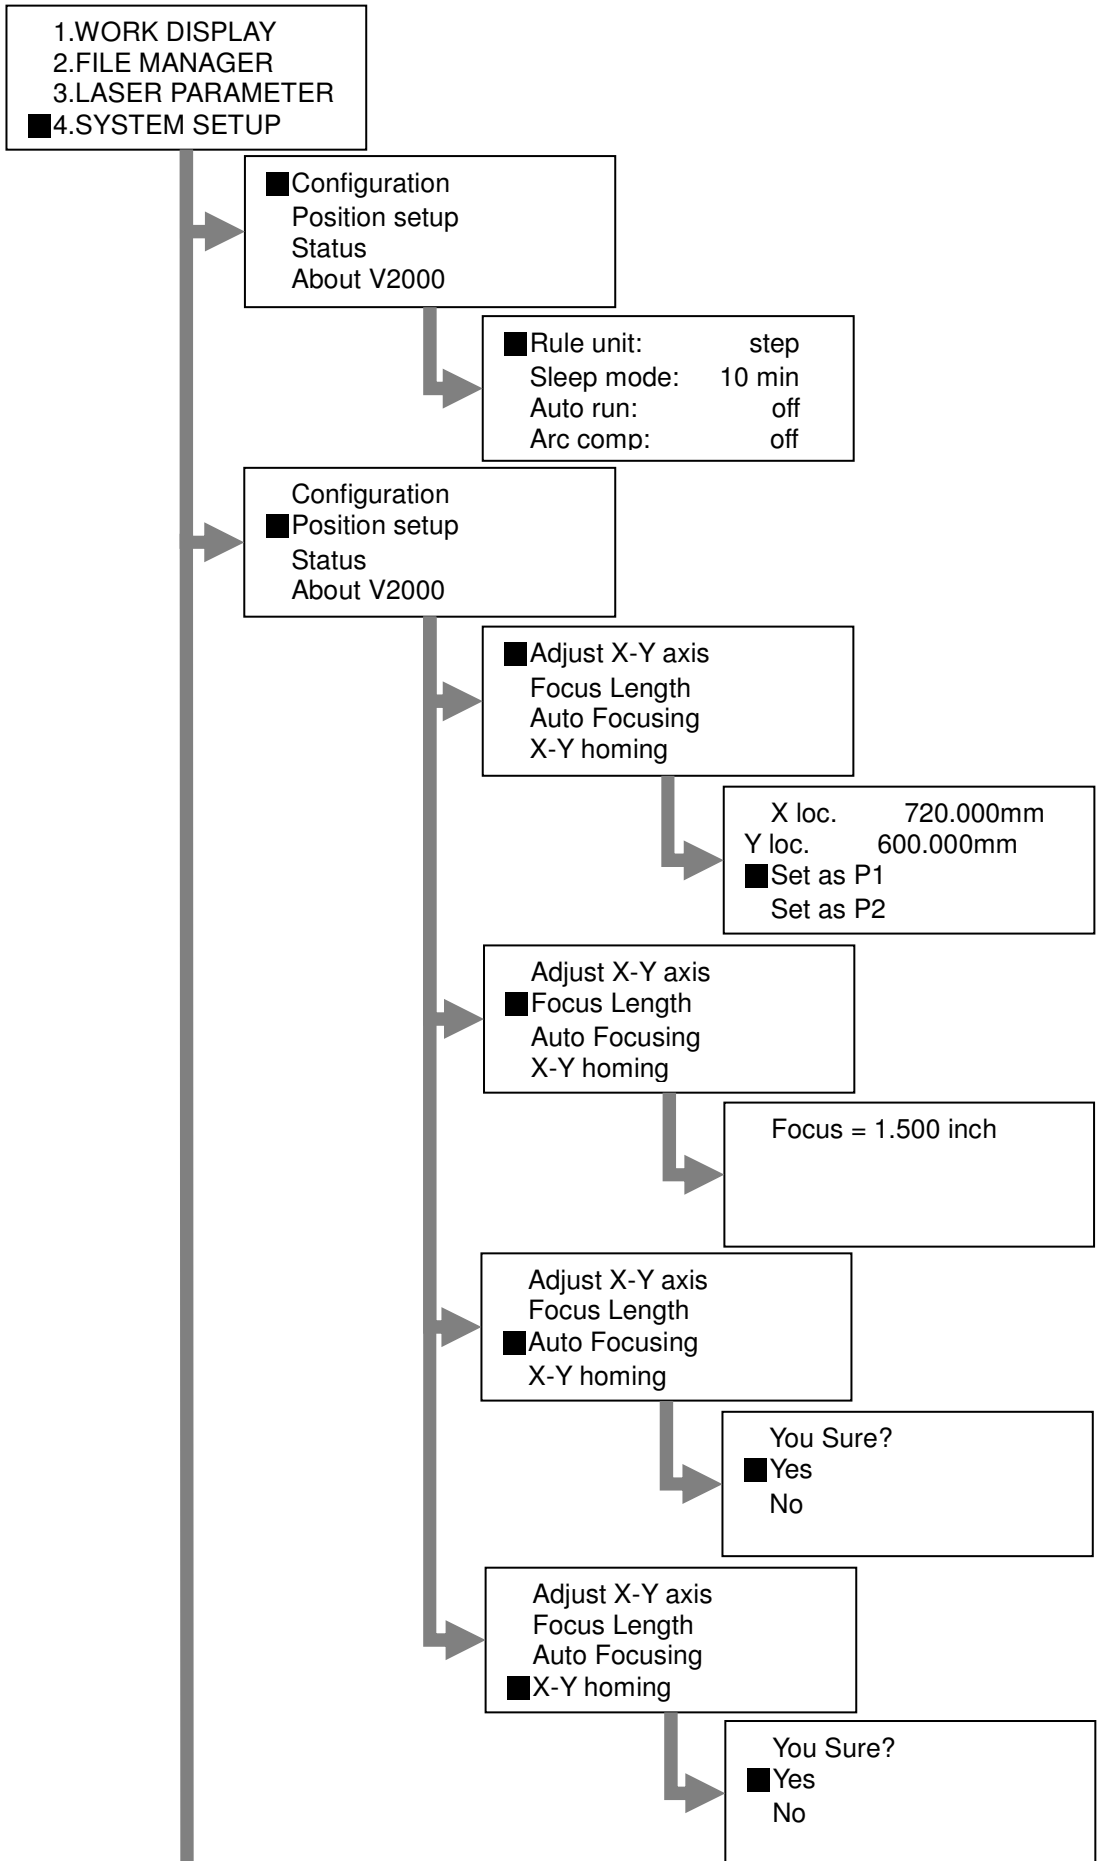 1.WORK DISPLAY
2.FILE MANAGER
3.LASER PARAMETER
4.SYSTEM SETUP
Configuration
Position setup
Status
About V2000
Rule unit: step
Sleep mode: 10 min
Auto run: off
Arc comp: off
Configuration
Position setup
Status
About V2000
Adjust X-Y axis
Focus Length
Auto Focusing
X-Y homing
X loc. 720.000mm
Y loc. 600.000mm
Set as P1
Set as P2
Adjust X-Y axis
Focus Length
Auto Focusing
X-Y homing
Focus = 1.500 inch
Adjust X-Y axis
Focus Length
Auto Focusing
X-Y homing
You Sure?
Yes
No
Adjust X-Y axis
Focus Length
Auto Focusing
X-Y homing
You Sure?
Yes
No